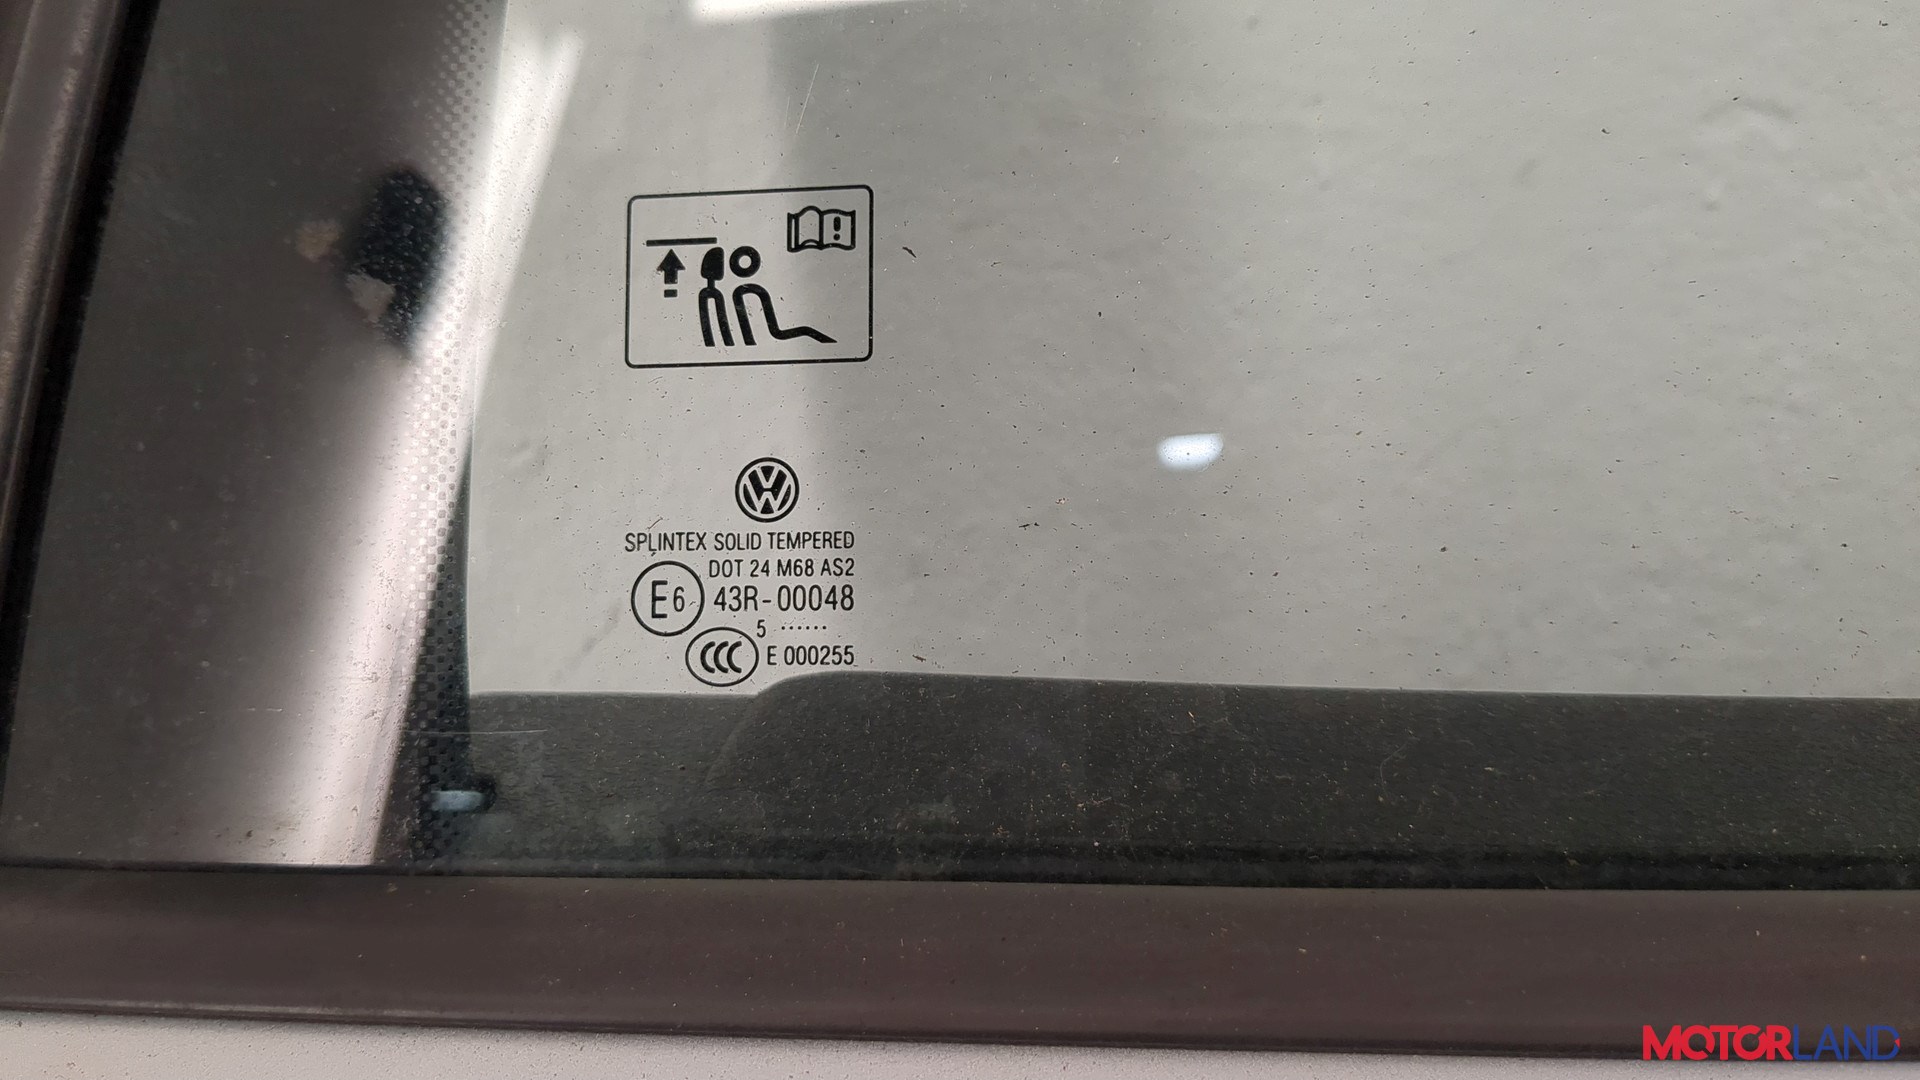 SPLINTEX SOLID TEMPERED
DOT 24 M68 AS2
E6 43R-00048
5 ······
CCC E 000255
MOTORLAND